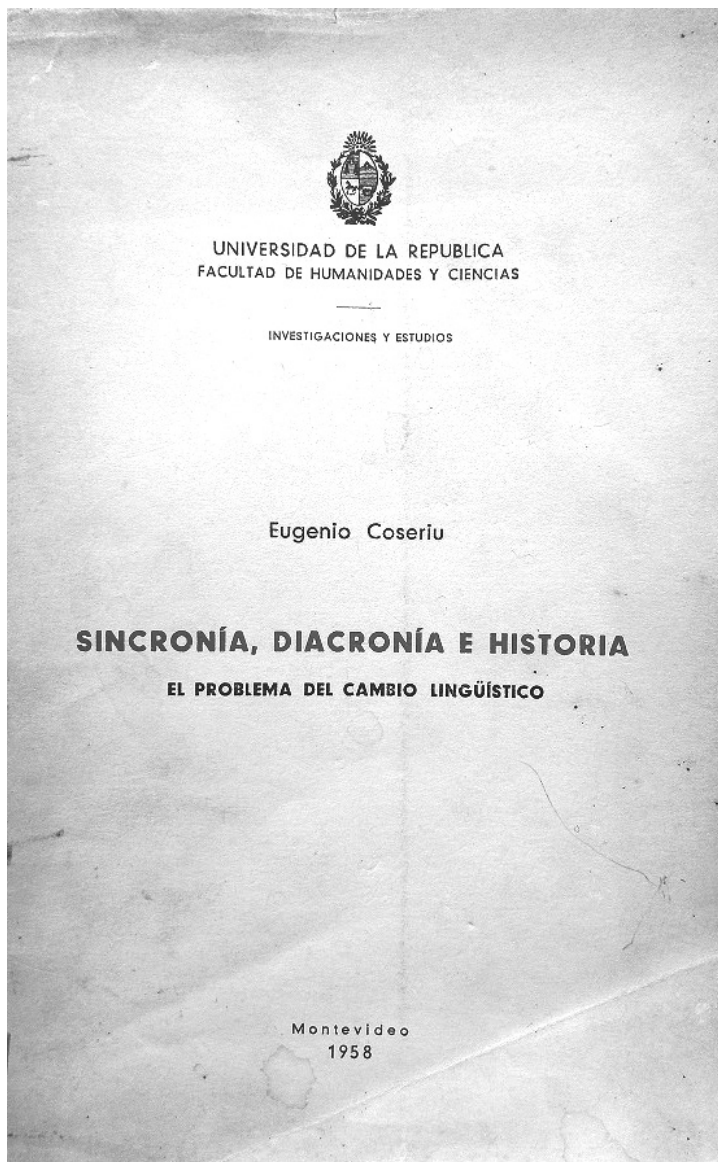 UNIVERSIDAD DE LA REPUBLICA
FACULTAD DE HUMANIDADES Y CIENCIAS
INVESTIGACIONES Y ESTUDIOS
Eugenio Coseriu
SINCRONÍA, DIACRONÍA E HISTORIA
EL PROBLEMA DEL CAMBIO LINGÜÍSTICO
Montevideo
1958